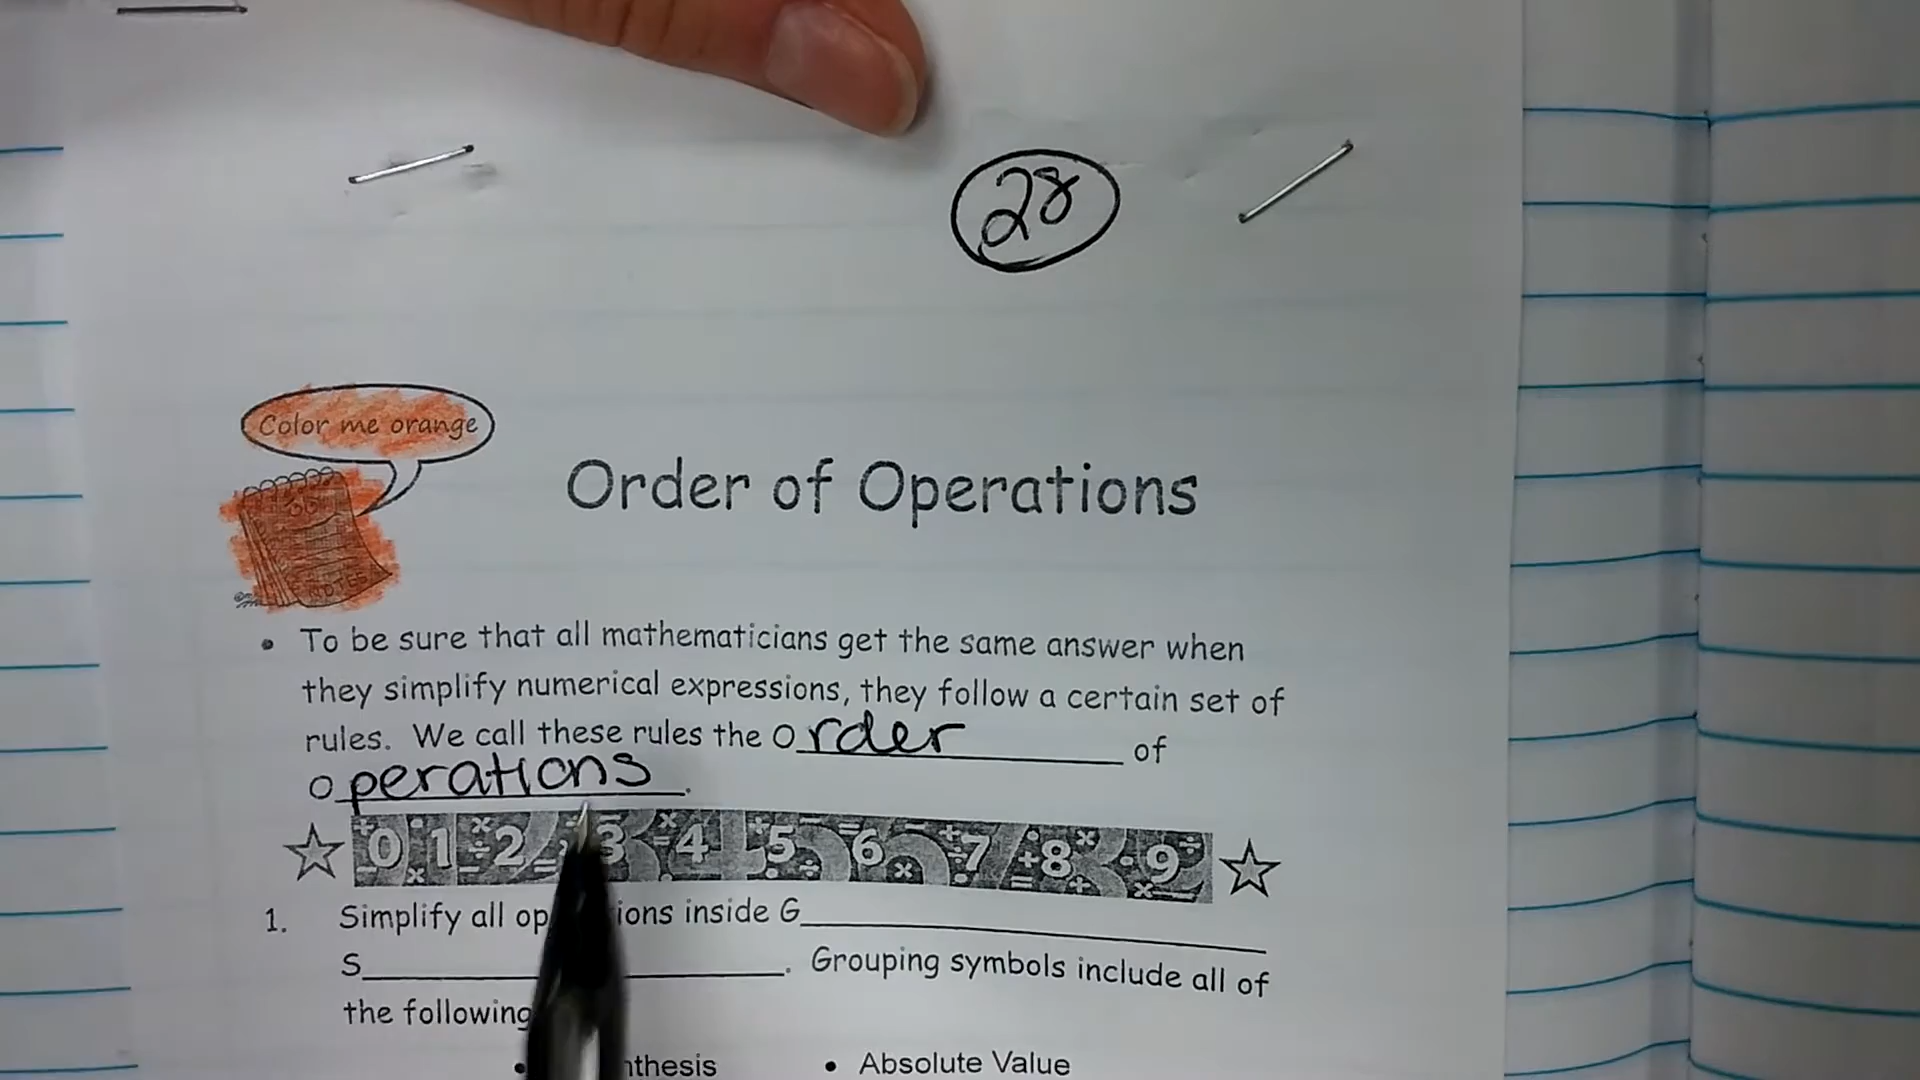 28
Color me orange
NOTES
Order of Operations
• To be sure that all mathematicians get the same answer when
they simplify numerical expressions, they follow a certain set of
rules. We call these rules the order of
operations.
0 1 2 3 4 5 6 7 8 9
1. Simplify all op ions inside G
S . Grouping symbols include all of
the following
• nthesis • Absolute Value